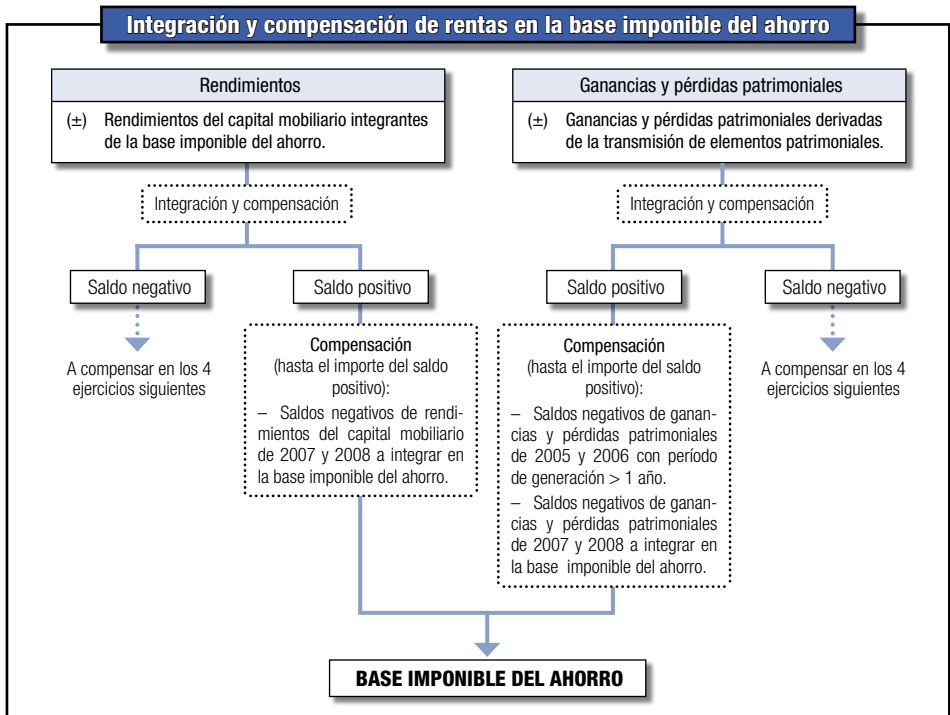 Integración y compensación de rentas en la base imponible del ahorro
Rendimientos
(±) Rendimientos del capital mobiliario integrantes
de la base imponible del ahorro.
Integración y compensación
Saldo negativo
A compensar en los 4
ejercicios siguientes
Saldo positivo
Compensación
(hasta el importe del saldo
positivo):
– Saldos negativos de rendi-
mientos del capital mobiliario
de 2007 y 2008 a integrar en
la base imponible del ahorro.
Ganancias y pérdidas patrimoniales
(±) Ganancias y pérdidas patrimoniales derivadas
de la transmisión de elementos patrimoniales.
Integración y compensación
Saldo positivo
Compensación
(hasta el importe del saldo
positivo):
– Saldos negativos de ganan-
cias y pérdidas patrimoniales
de 2005 y 2006 con período
de generación > 1 año.
– Saldos negativos de ganan-
cias y pérdidas patrimoniales
de 2007 y 2008 a integrar en
la base imponible del ahorro.
Saldo negativo
A compensar en los 4
ejercicios siguientes
BASE IMPONIBLE DEL AHORRO